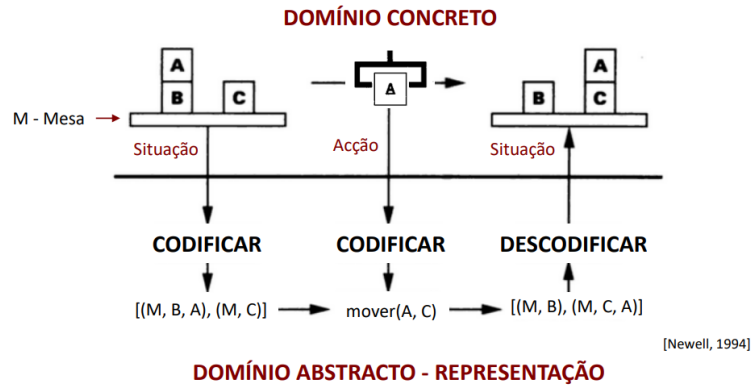 DOMÍNIO CONCRETO
A
B
C
A
B
A
C
M - Mesa
Situação
Acção
Situação
CODIFICAR
CODIFICAR
DESCODIFICAR
[(M, B, A), (M, C)]
mover(A, C)
[(M, B), (M, C, A)]
[Newell, 1994]
DOMÍNIO ABSTRACTO - REPRESENTAÇÃO